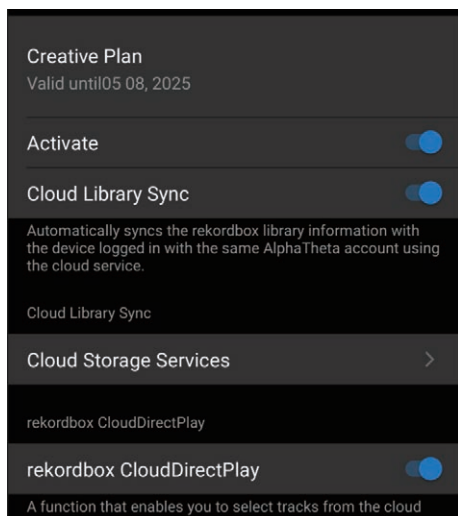 Creative Plan
Valid until05 08, 2025
Activate
Cloud Library Sync
Automatically syncs the rekordbox library information with
the device logged in with the same AlphaTheta account using
the cloud service.
Cloud Library Sync
Cloud Storage Services
rekordbox CloudDirectPlay
rekordbox CloudDirectPlay
A function that enables you to select tracks from the cloud